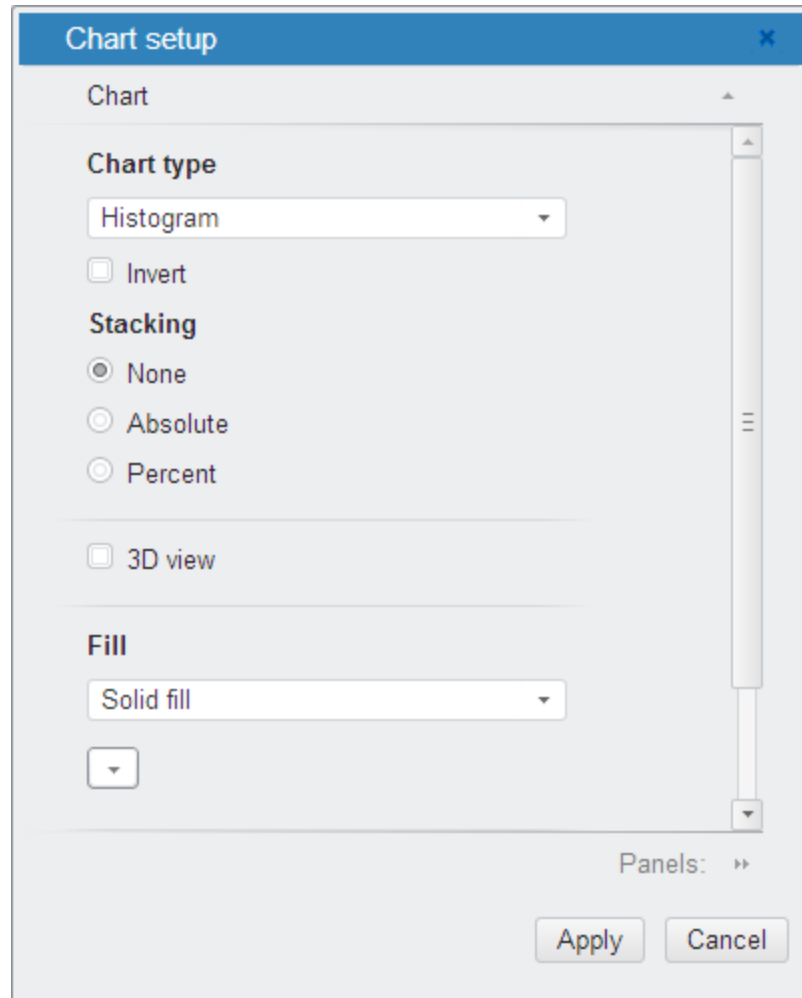 Chart setup
Chart
Chart type
Histogram
Invert
Stacking
None
Absolute
Percent
3D view
Fill
Solid fill
Panels:
Apply Cancel